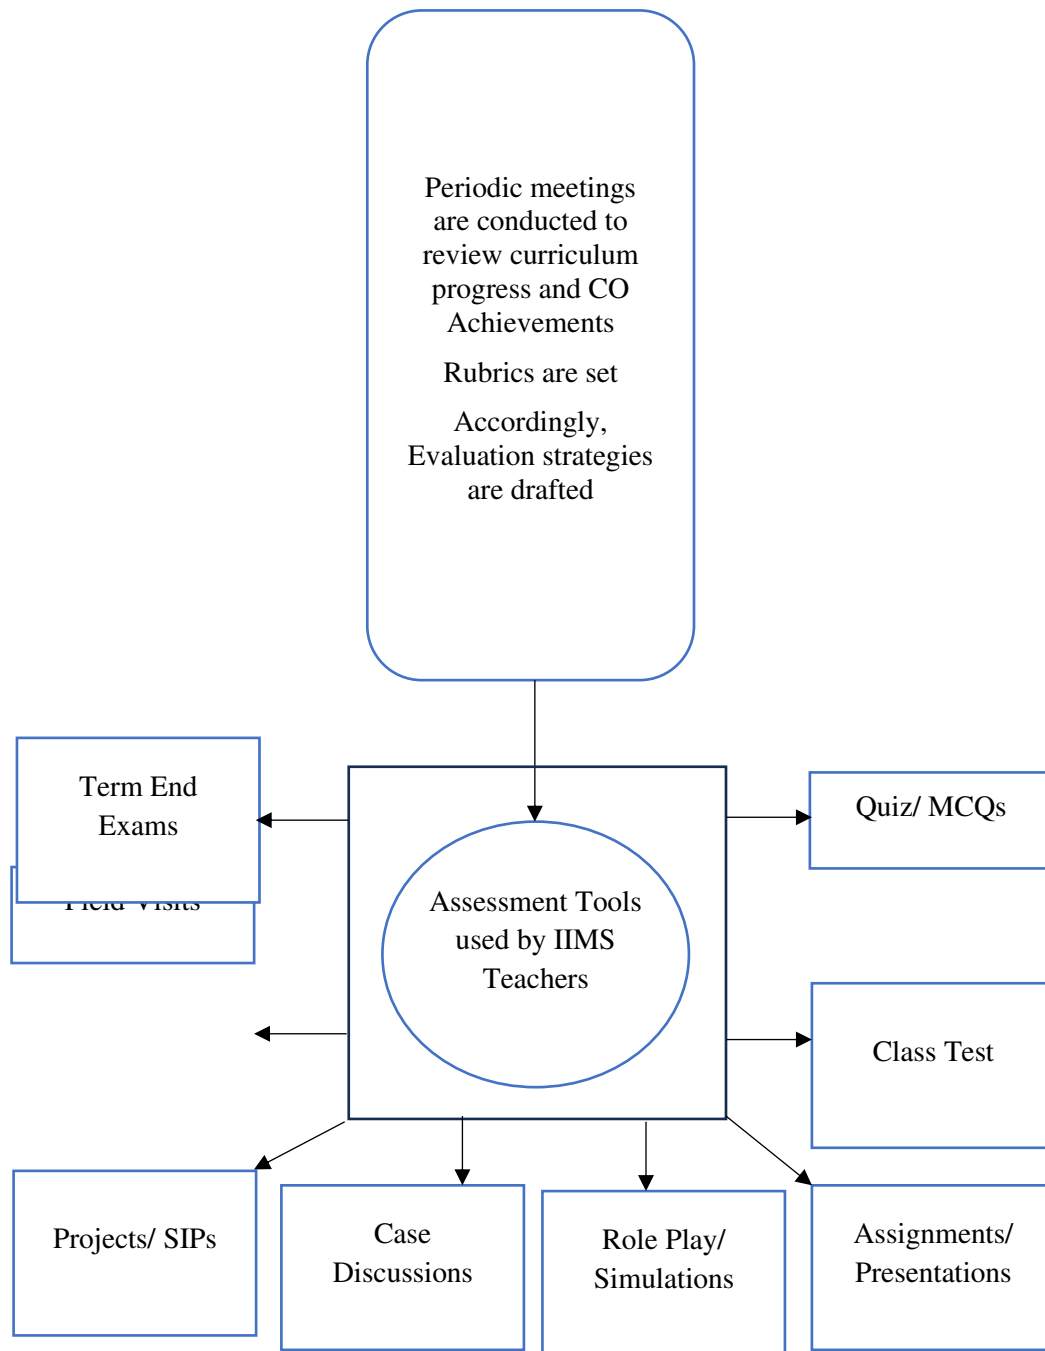 Periodic meetings
are conducted to
review curriculum
progress and CO
Achievements
Rubrics are set
Accordingly,
Evaluation strategies
are drafted
Term End
Exams
Quiz/ MCQs
Field Visits
Assessment Tools
used by IIMS
Teachers
Class Test
Projects/ SIPs
Case
Discussions
Role Play/
Simulations
Assignments/
Presentations